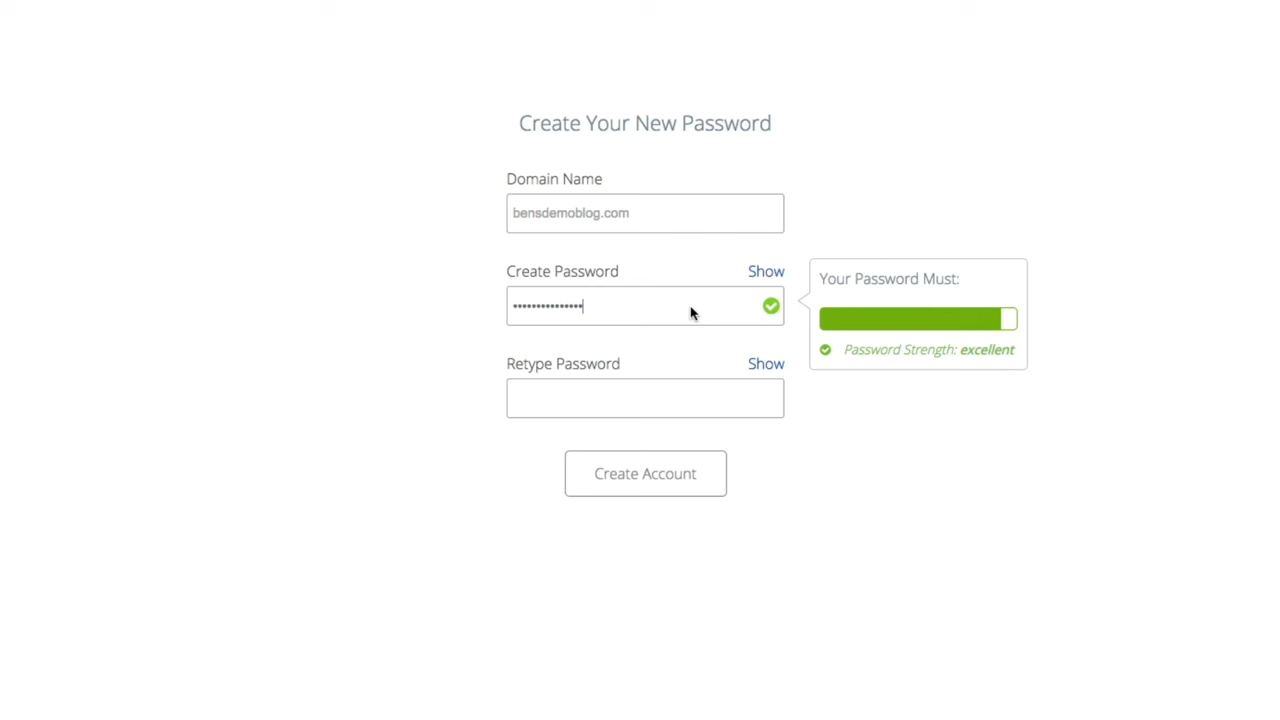 Create Your New Password
Domain Name
bensdemoblog.com
Create Password Show
•••••••••••••••
Your Password Must:
Password Strength: excellent
Retype Password Show
Create Account